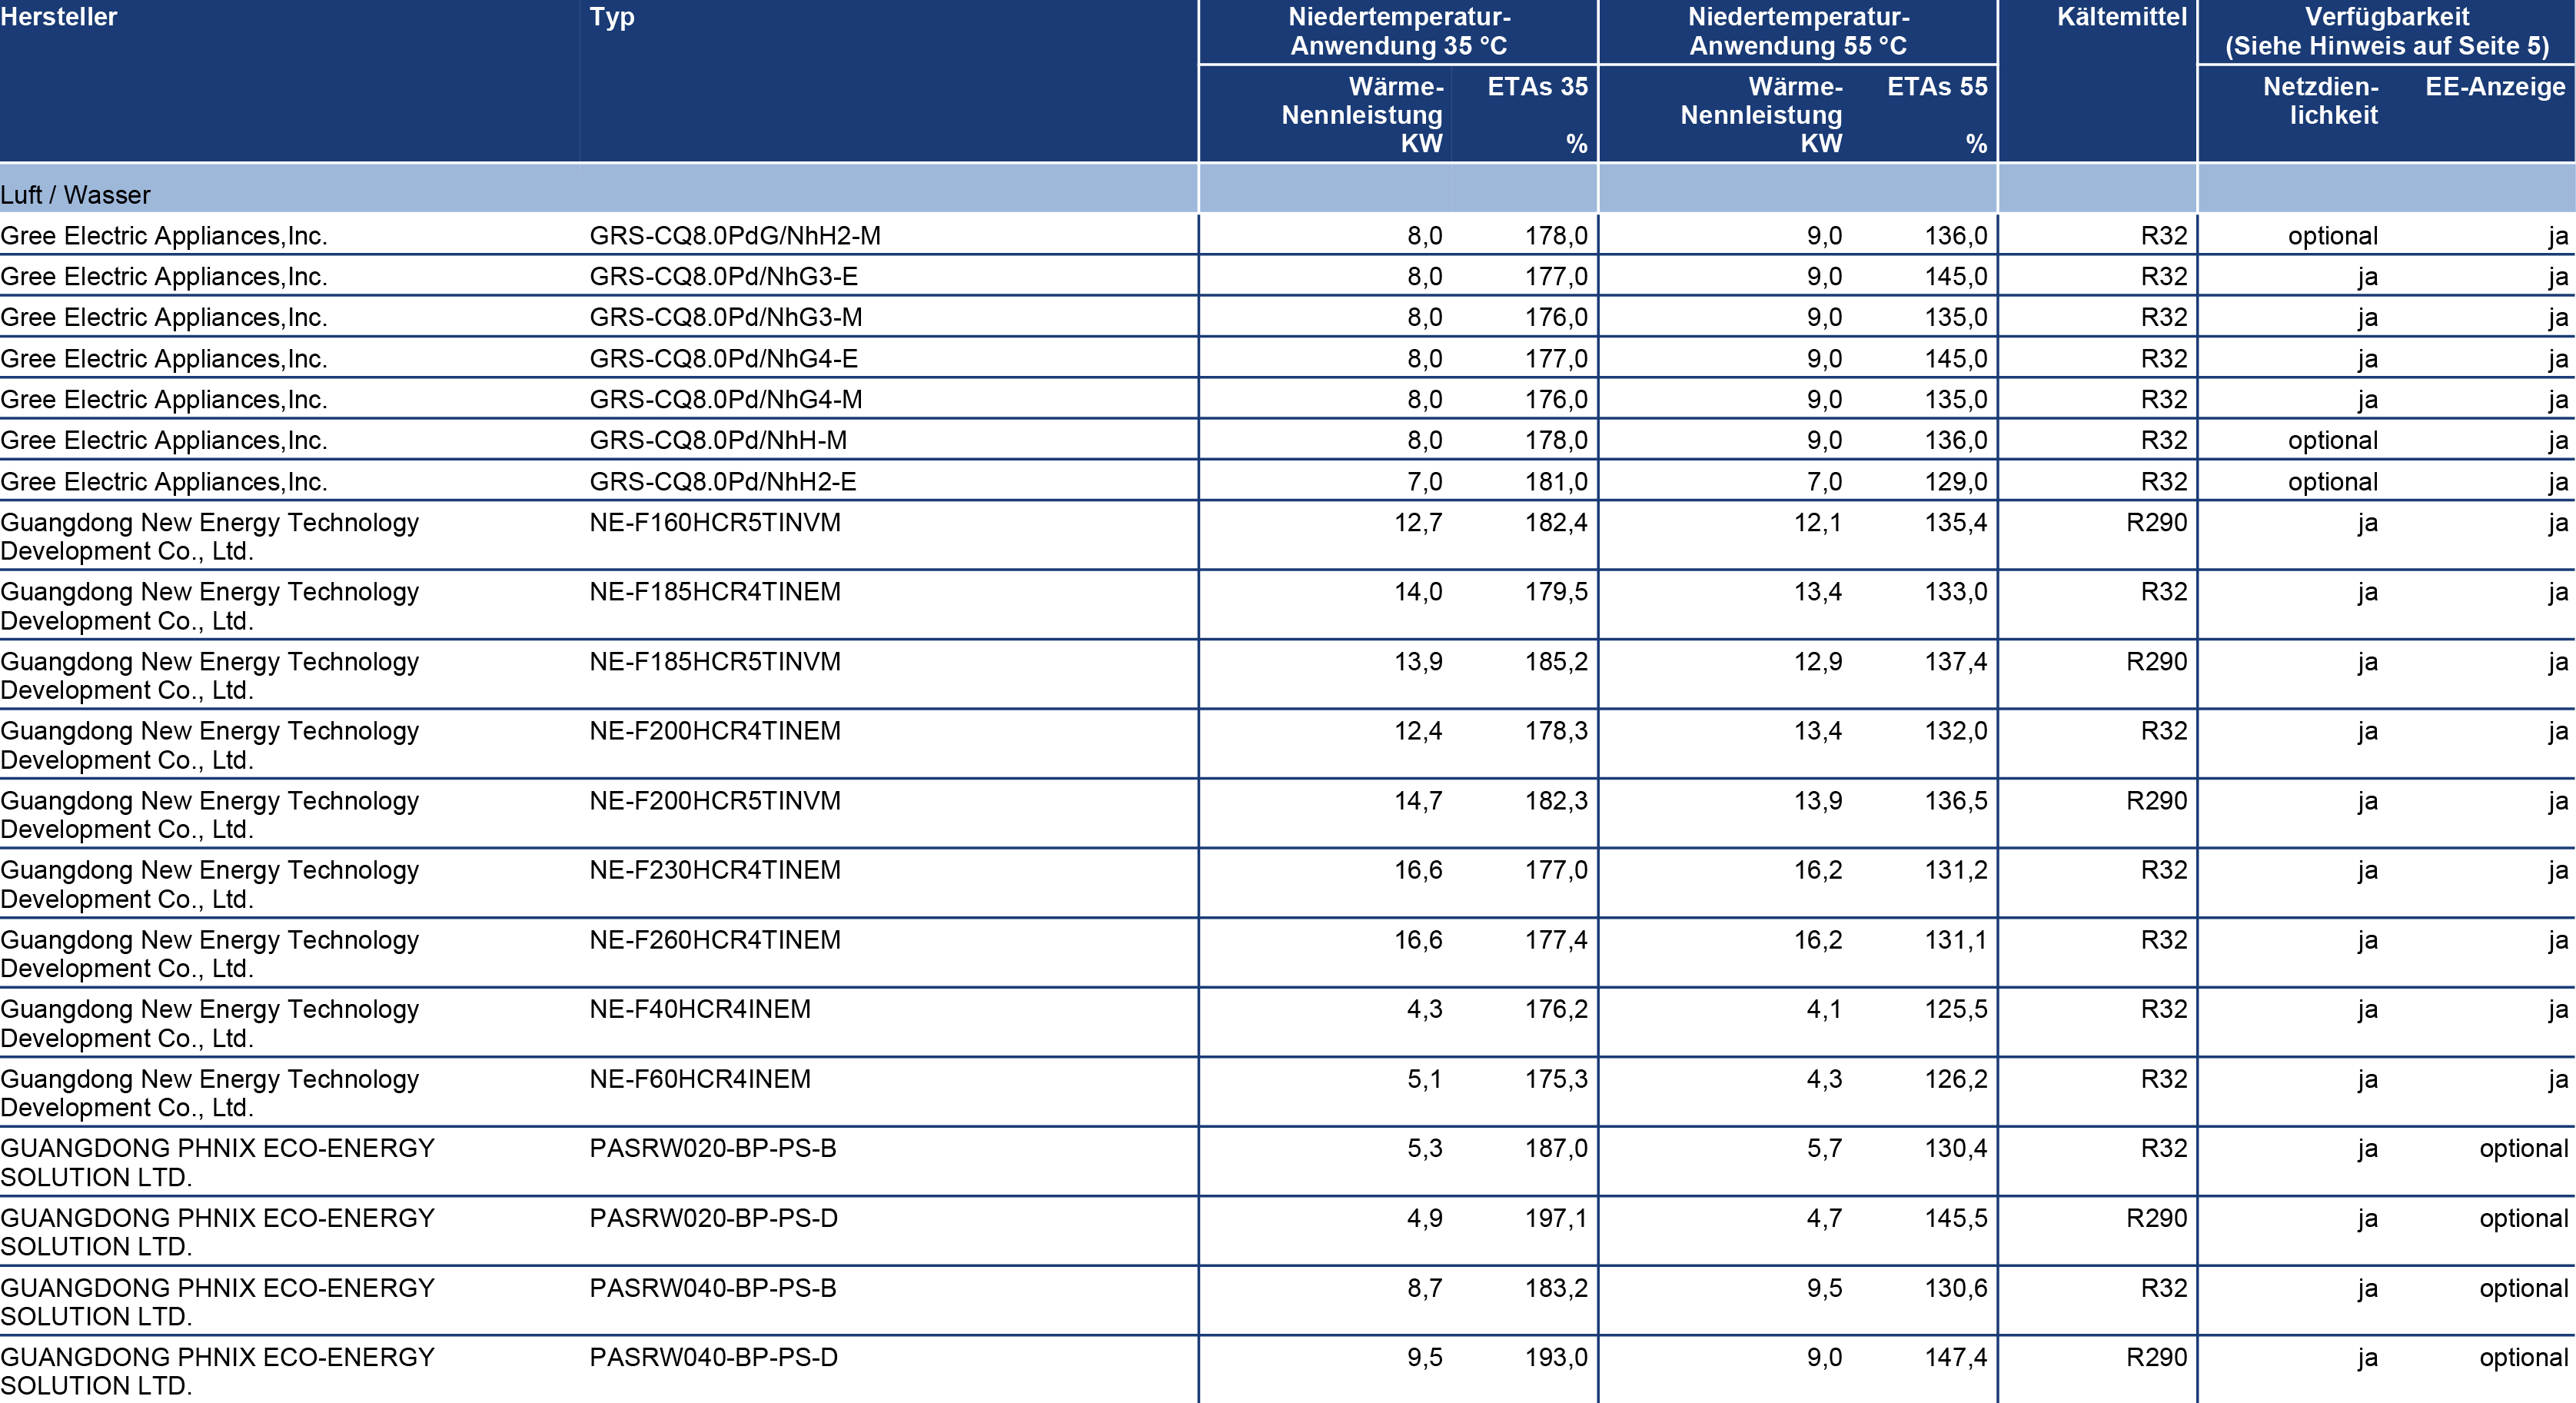 Hersteller Typ Niedertemperatur- Niedertemperatur- Kältemittel Verfügbarkeit
Anwendung 35 °C Anwendung 55 °C (Siehe Hinweis auf Seite 5)
Wärme- ETAs 35 Wärme- ETAs 55 Netzdien- EE-Anzeige
Nennleistung Nennleistung lichkeit
KW % KW %
Luft / Wasser
Gree Electric Appliances,Inc. GRS-CQ8.0PdG/NhH2-M 8,0 178,0 9,0 136,0 R32 optional ja
Gree Electric Appliances,Inc. GRS-CQ8.0Pd/NhG3-E 8,0 177,0 9,0 145,0 R32 ja ja
Gree Electric Appliances,Inc. GRS-CQ8.0Pd/NhG3-M 8,0 176,0 9,0 135,0 R32 ja ja
Gree Electric Appliances,Inc. GRS-CQ8.0Pd/NhG4-E 8,0 177,0 9,0 145,0 R32 ja ja
Gree Electric Appliances,Inc. GRS-CQ8.0Pd/NhG4-M 8,0 176,0 9,0 135,0 R32 ja ja
Gree Electric Appliances,Inc. GRS-CQ8.0Pd/NhH-M 8,0 178,0 9,0 136,0 R32 optional ja
Gree Electric Appliances,Inc. GRS-CQ8.0Pd/NhH2-E 7,0 181,0 7,0 129,0 R32 optional ja
Guangdong New Energy Technology NE-F160HCR5TINVM 12,7 182,4 12,1 135,4 R290 ja ja
Development Co., Ltd.
Guangdong New Energy Technology NE-F185HCR4TINEM 14,0 179,5 13,4 133,0 R32 ja ja
Development Co., Ltd.
Guangdong New Energy Technology NE-F185HCR5TINVM 13,9 185,2 12,9 137,4 R290 ja ja
Development Co., Ltd.
Guangdong New Energy Technology NE-F200HCR4TINEM 12,4 178,3 13,4 132,0 R32 ja ja
Development Co., Ltd.
Guangdong New Energy Technology NE-F200HCR5TINVM 14,7 182,3 13,9 136,5 R290 ja ja
Development Co., Ltd.
Guangdong New Energy Technology NE-F230HCR4TINEM 16,6 177,0 16,2 131,2 R32 ja ja
Development Co., Ltd.
Guangdong New Energy Technology NE-F260HCR4TINEM 16,6 177,4 16,2 131,1 R32 ja ja
Development Co., Ltd.
Guangdong New Energy Technology NE-F40HCR4INEM 4,3 176,2 4,1 125,5 R32 ja ja
Development Co., Ltd.
Guangdong New Energy Technology NE-F60HCR4INEM 5,1 175,3 4,3 126,2 R32 ja ja
Development Co., Ltd.
GUANGDONG PHNIX ECO-ENERGY PASRW020-BP-PS-B 5,3 187,0 5,7 130,4 R32 ja optional
SOLUTION LTD.
GUANGDONG PHNIX ECO-ENERGY PASRW020-BP-PS-D 4,9 197,1 4,7 145,5 R290 ja optional
SOLUTION LTD.
GUANGDONG PHNIX ECO-ENERGY PASRW040-BP-PS-B 8,7 183,2 9,5 130,6 R32 ja optional
SOLUTION LTD.
GUANGDONG PHNIX ECO-ENERGY PASRW040-BP-PS-D 9,5 193,0 9,0 147,4 R290 ja optional
SOLUTION LTD.